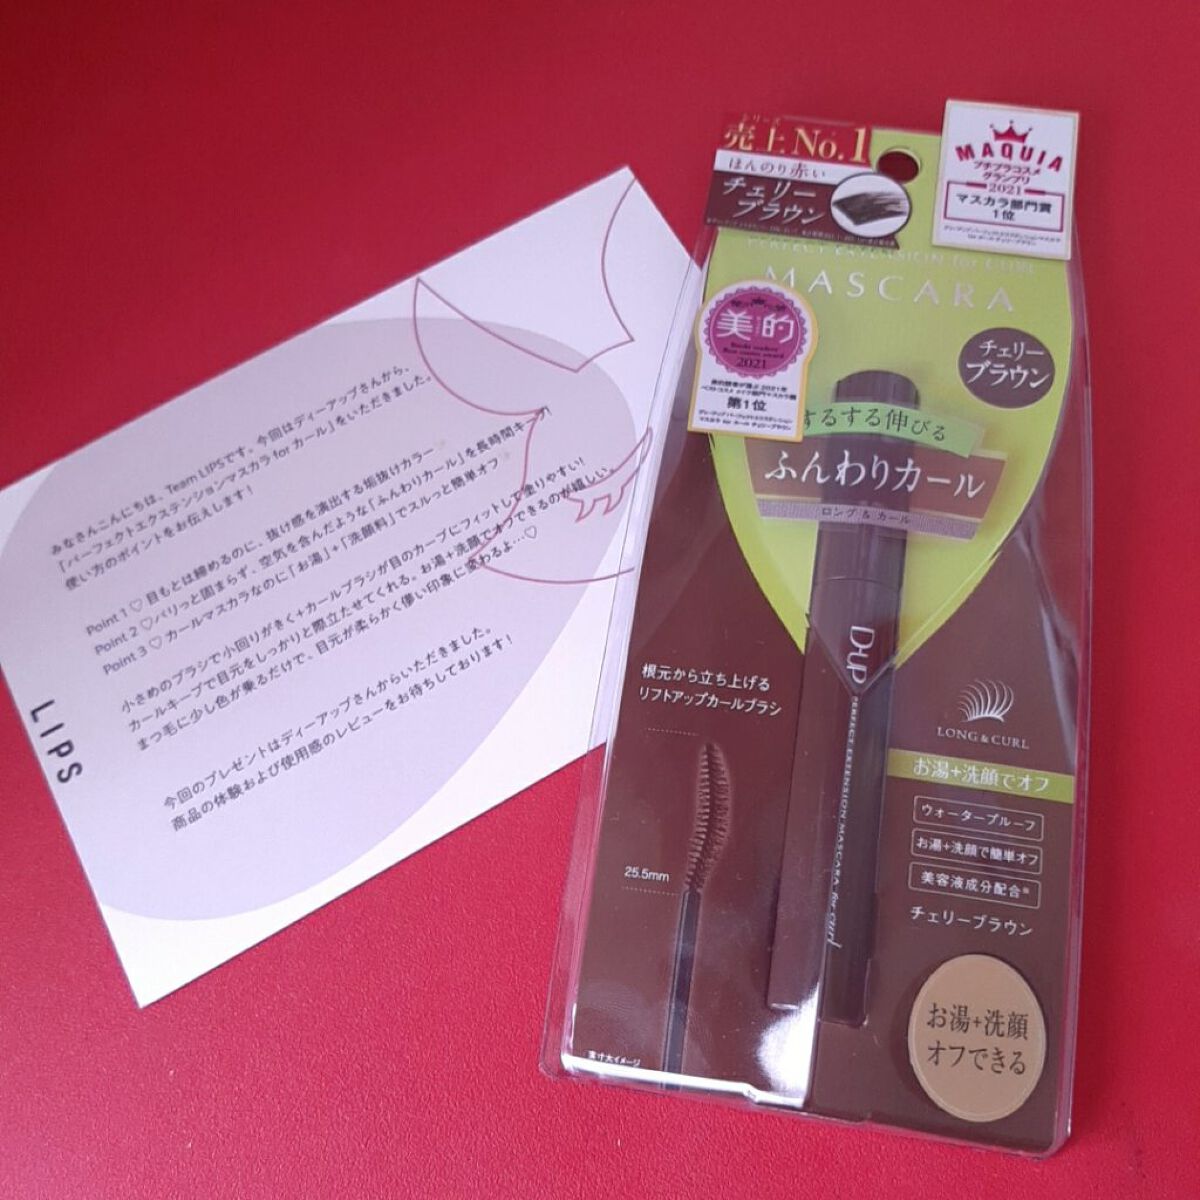 みなさんこんにちは、Team LIPSです。今回はディーアップさんから、
「パーフェクトエクステンションマスカラ for カール」をいただきました。
使い方のポイントをお伝えします!
Point 1 ♡ 目もとは締めるのに、抜け感を演出する垢抜けカラー
Point 2 ♡パリっと固まらず、空気を含んだような「ふんわりカール」を長時間キープ!
Point 3 ♡ カールマスカラなのに「お湯」+「洗顔料」でスルっと簡単オフ
小さめのブラシで小回りがきく+カールブラシが目のカーブにフィットして塗りやすい!
カールキープで目元をしっかりと際立たせてくれる。お湯+洗顔でオフできるのが嬉しい。
まつ毛に少し色が乗るだけで、目元が柔らかく儚い印象に変わるよ…♡
今回のプレゼントはディーアップさんからいただきました。
商品の体験および使用感のレビューをお待ちしております!
LIPS
シリーズ
売上No.1
ほんのり赤い
チェリー
ブラウン
MAQUIA
プチプラコスメ
グランプリ
2021
マスカラ部門賞
1位
PERFECT EXTENSION for CURL
MASCARA
美的
2021
第1位
チェリー
ブラウン
するする伸びる
ふんわりカール
ロング & カール
D-UP
PERFECT EXTENSION MASCARA for curl
根元から立ち上げる
リフトアップカールブラシ
25.5mm
実寸大イメージ
LONG & CURL
お湯+洗顔でオフ
ウォータープルーフ
お湯+洗顔で簡単オフ
美容液成分配合※
チェリーブラウン
お湯+洗顔
オフできる